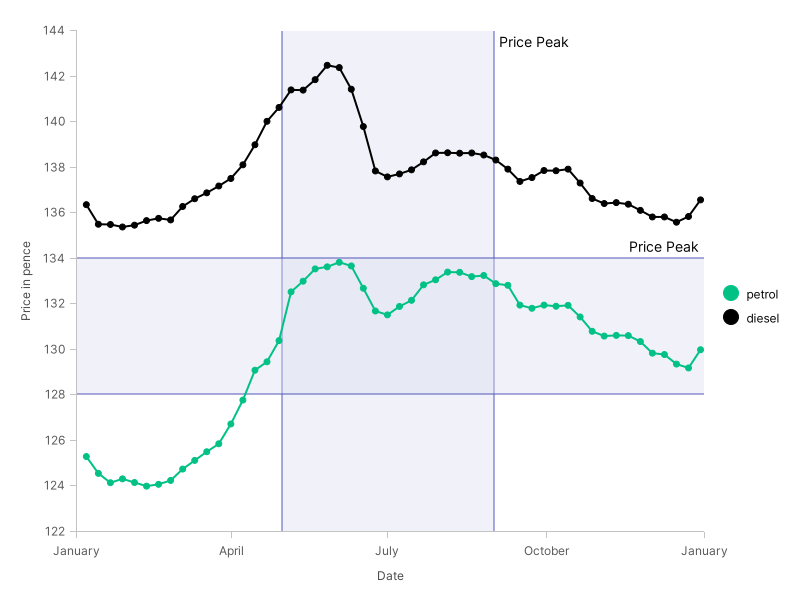 144
Price Peak
142
140
138
136
Price Peak
134
132
130
128
126
124
122
Price in pence
January
April
July
October
January
Date
petrol
diesel